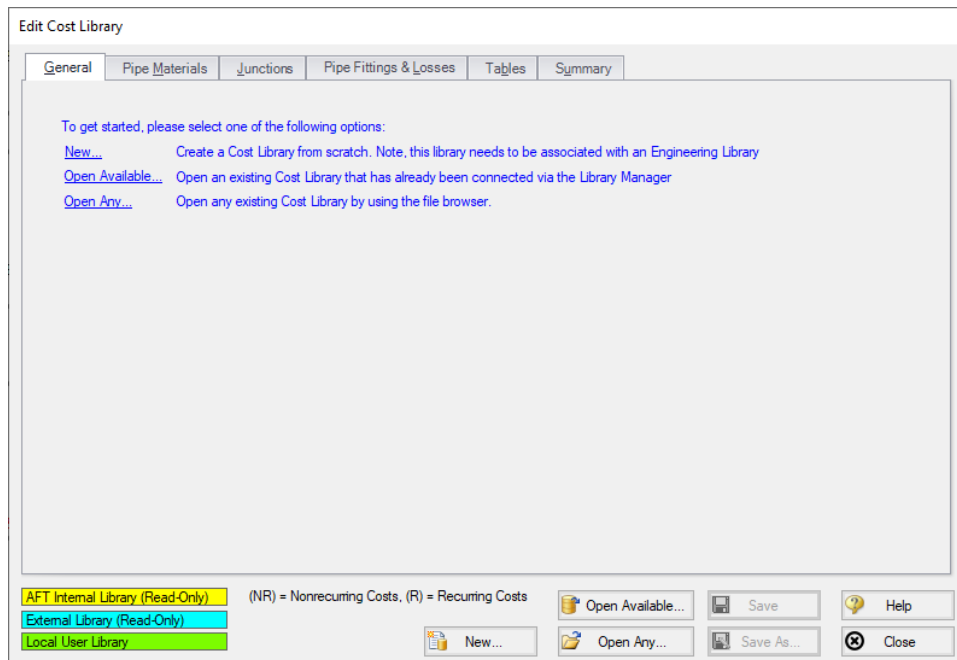 Edit Cost Library
General Pipe Materials Junctions Pipe Fittings & Losses Tables Summary
To get started, please select one of the following options:
New... Create a Cost Library from scratch. Note, this library needs to be associated with an Engineering Library
Open Available... Open an existing Cost Library that has already been connected via the Library Manager
Open Any... Open any existing Cost Library by using the file browser.
AFT Internal Library (Read-Only) (NR) = Nonrecurring Costs, (R) = Recurring Costs Open Available... Save Help
External Library (Read-Only)
Local User Library New... Open Any... Save As... Close